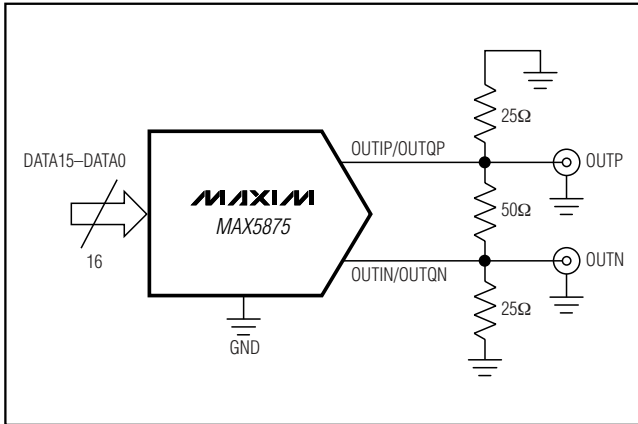 25Ω
OUTIP/OUTQP
OUTP
DATA15–DATA0
MAXIM
MAX5875
50Ω
16
OUTIN/OUTQN
OUTN
25Ω
GND